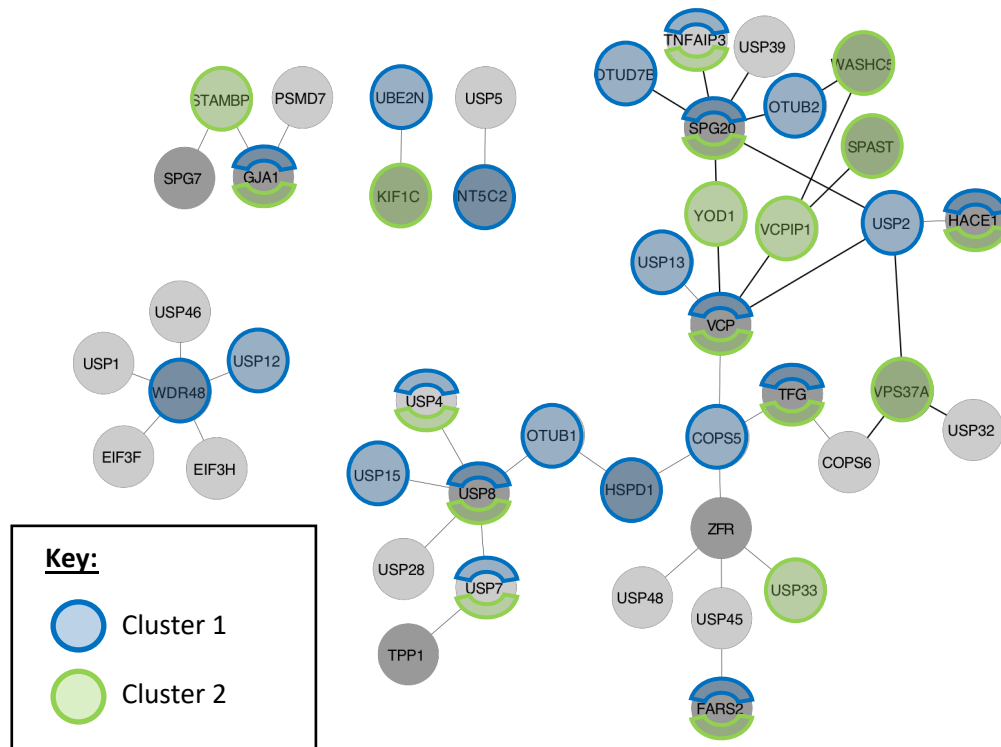 TNFAIP3
USP39
OTUD7B
WASHC5
STAMBP
PSMD7
UBE2N
USP5
OTUB2
SPG20
SPAST
SPG7
GJA1
KIF1C
NT5C2
YOD1
VCPIP1
USP2
HACE1
USP13
USP46
VCP
USP1
USP12
WDR48
USP4
TFG
VPS37A
EIF3F
EIF3H
OTUB1
COPS5
USP32
COPS6
USP15
USP8
HSPD1
ZFR
USP28
USP7
USP48
USP33
USP45
TPP1
FARS2
Key:
Cluster 1
Cluster 2